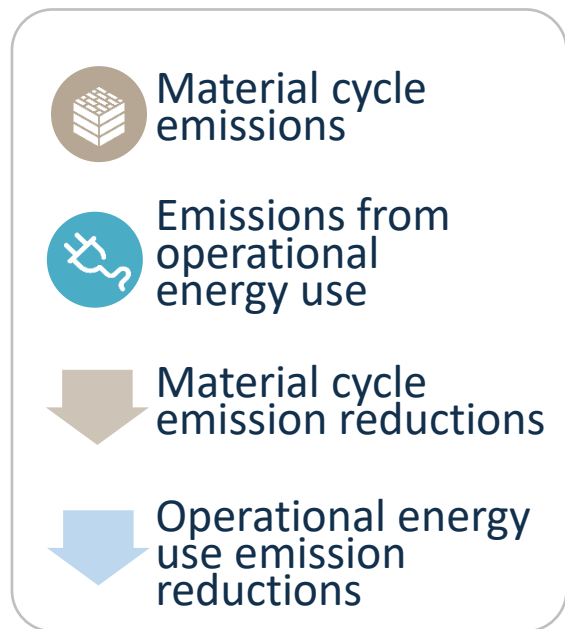 Material cycle
emissions
Emissions from
operational
energy use
Material cycle
emission reductions
Operational energy
use emission
reductions